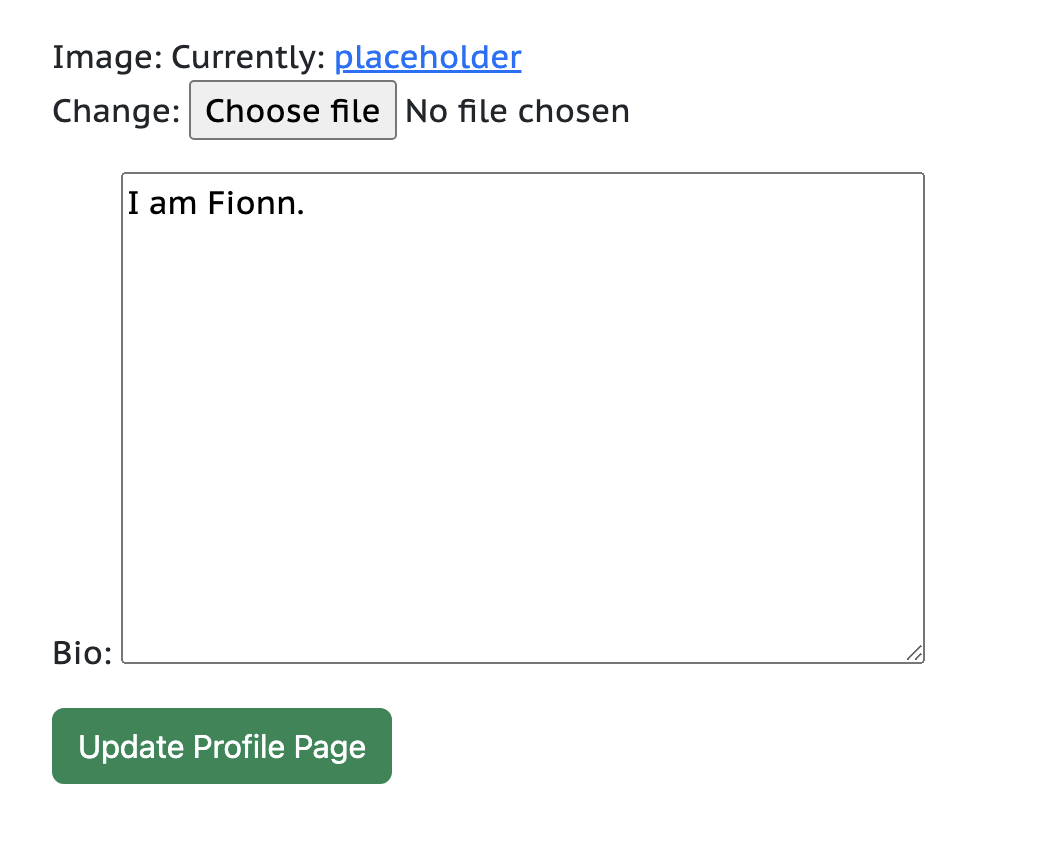 Image: Currently: placeholder
Change: Choose file No file chosen
I am Fionn.
Bio:
Update Profile Page